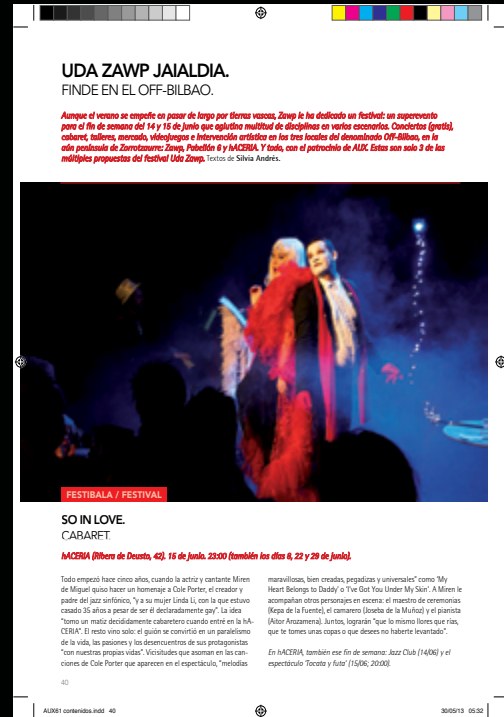 UDA ZAWP JAIALDIA.
FINDE EN EL OFF-BILBAO.
Aunque el verano se empeñe en pasar de largo por tierras vascas, Zawp le ha dedicado un festival: un superevento
para el fin de semana del 14 y 15 de junio que aglutina multitud de disciplinas en varios escenarios. Conciertos (gratis),
cabaret, talleres, mercado, videojuegos e intervención artística en los tres locales del denominado OFF-Bilbao, en la
aún península de Zorrotzaurre: Zawp, Pabellón 6 y hACERIA. Y todo, con el patrocinio de AUX. Estas son solo 3 de las
múltiples propuestas del festival Uda Zawp. Textos de Silvia Andrés.
FESTIBALA / FESTIVAL
SO IN LOVE.
CABARET.
hACERIA (Ribera de Deusto, 42). 15 de junio. 23:00 (también los días 8, 22 y 29 de junio).
Todo empezó hace cinco años, cuando la actriz y cantante Miren
de Miguel quiso hacer un homenaje a Cole Porter, el creador y
padre del jazz sinfónico, "y a su mujer Linda Li, con la que estuvo
casado 35 años a pesar de ser él declaradamente gay". La idea
"tomo un matiz decididamente cabaretero cuando entré en la hA-
CERIA". El resto vino solo: el guión se convirtió en un paralelismo
de la vida, las pasiones y los desencuentros de sus protagonistas
"con nuestras propias vidas". Vicisitudes que asoman en las can-
ciones de Cole Porter que aparecen en el espectáculo, "melodías
maravillosas, bien creadas, pegadizas y universales" como 'My
Heart Belongs to Daddy' o 'I've Got You Under My Skin'. A Miren le
acompañan otros personajes en escena: el maestro de ceremonias
(Kepa de la Fuente), el camarero (Joseba de la Muñoz) y el pianista
(Aitor Arozamena). Juntos, lograrán "que lo mismo llores que rías,
que te tomes unas copas o que desees no haberte levantado".
En hACERIA, también ese fin de semana: Jazz Club (14/06) y el
espectáculo 'Tocata y futa' (15/06; 20:00).
40
AUX61 contenidos.indd 40
30/05/13 05:32